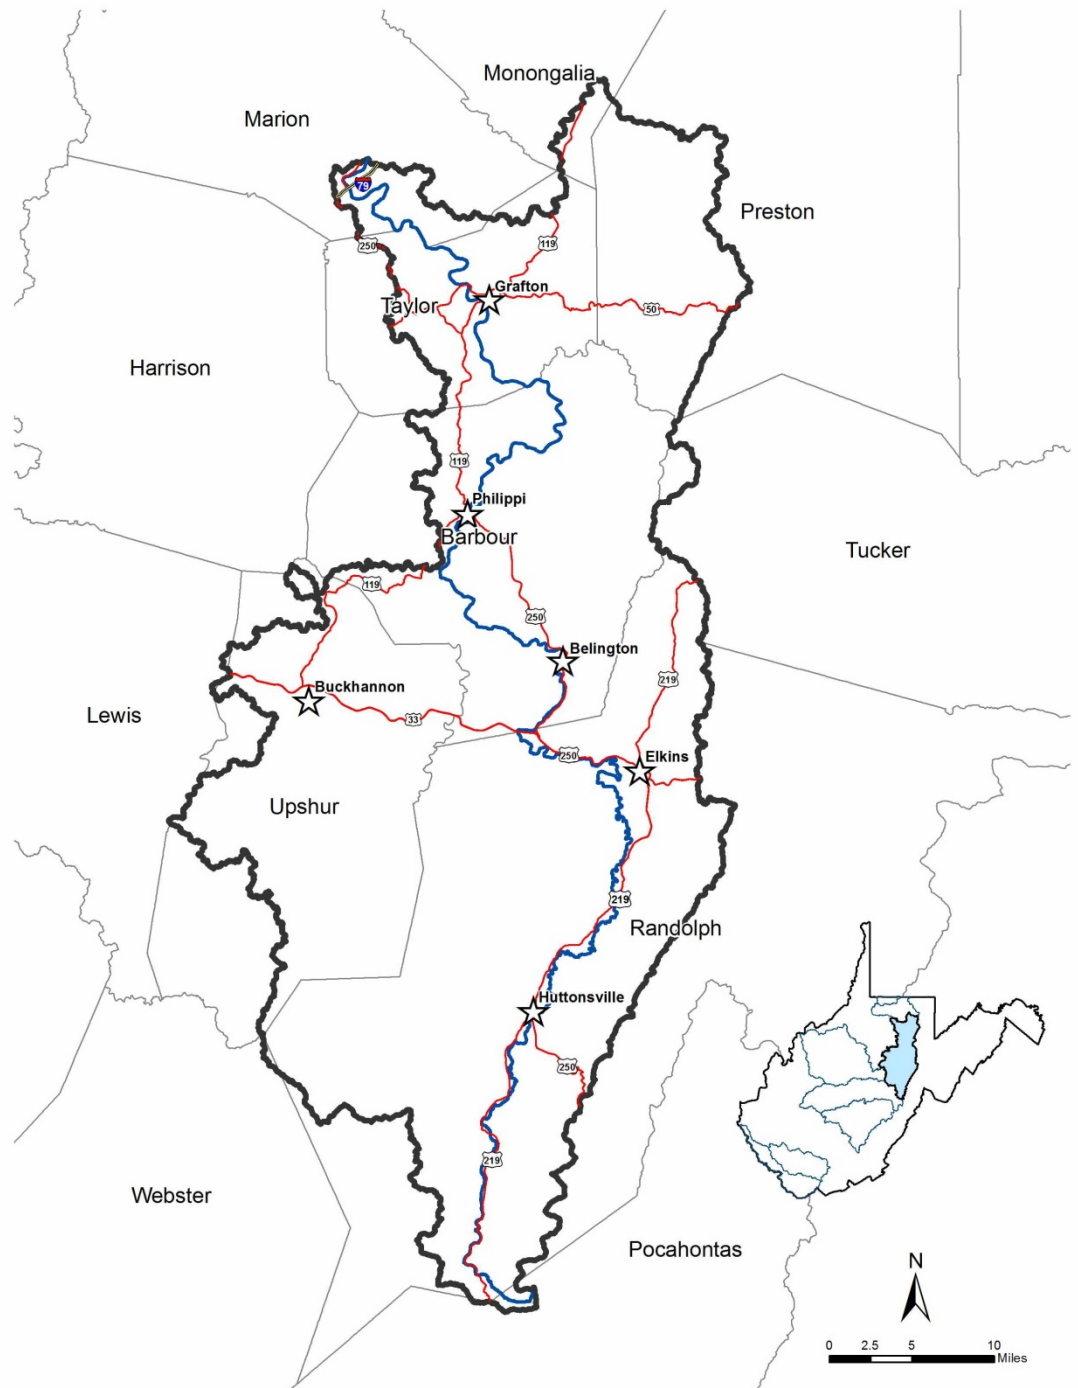 Monongalia
Marion
79
Preston
250
119
Grafton
Taylor
50
Harrison
119
Philippi
Barbour
Tucker
119
250
Belington
219
Buckhannon
Lewis
33
250
Elkins
Upshur
219
Randolph
Huttonsville
250
219
Webster
Pocahontas
N
0 2.5 5 10
Miles